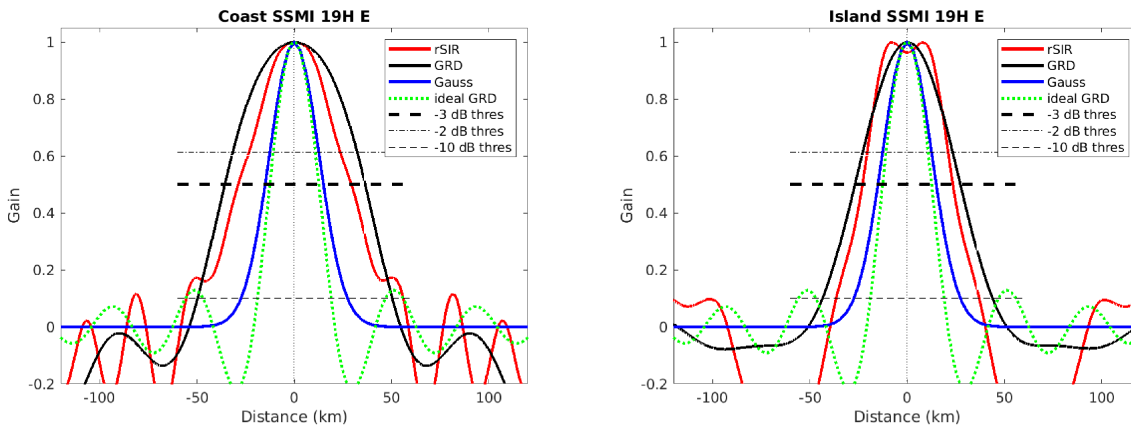 Coast SSMI 19H E
1
0.8
0.6
0.4
0.2
0
-0.2
Gain
-100
-50
0
50
100
Distance (km)
rSIR
GRD
Gauss
ideal GRD
-3 dB thres
-2 dB thres
-10 dB thres
Island SSMI 19H E
1
0.8
0.6
0.4
0.2
0
-0.2
Gain
-100
-50
0
50
100
Distance (km)
rSIR
GRD
Gauss
ideal GRD
-3 dB thres
-2 dB thres
-10 dB thres